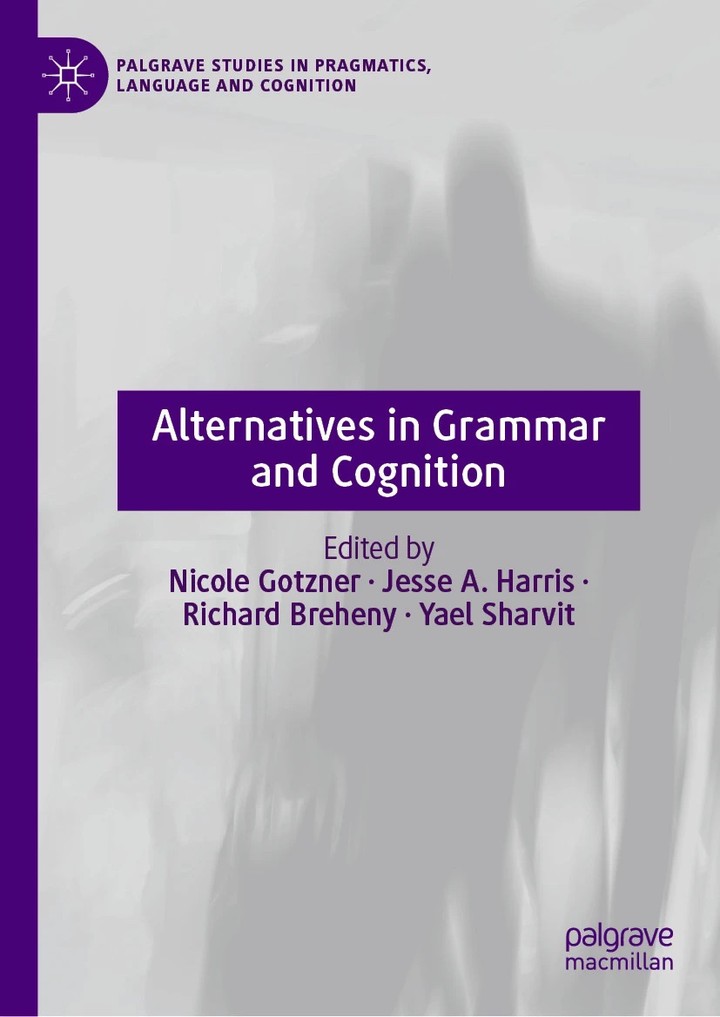 PALGRAVE STUDIES IN PRAGMATICS,
LANGUAGE AND COGNITION
Alternatives in Grammar
and Cognition
Edited by
Nicole Gotzner · Jesse A. Harris ·
Richard Breheny · Yael Sharvit
palgrave
macmillan